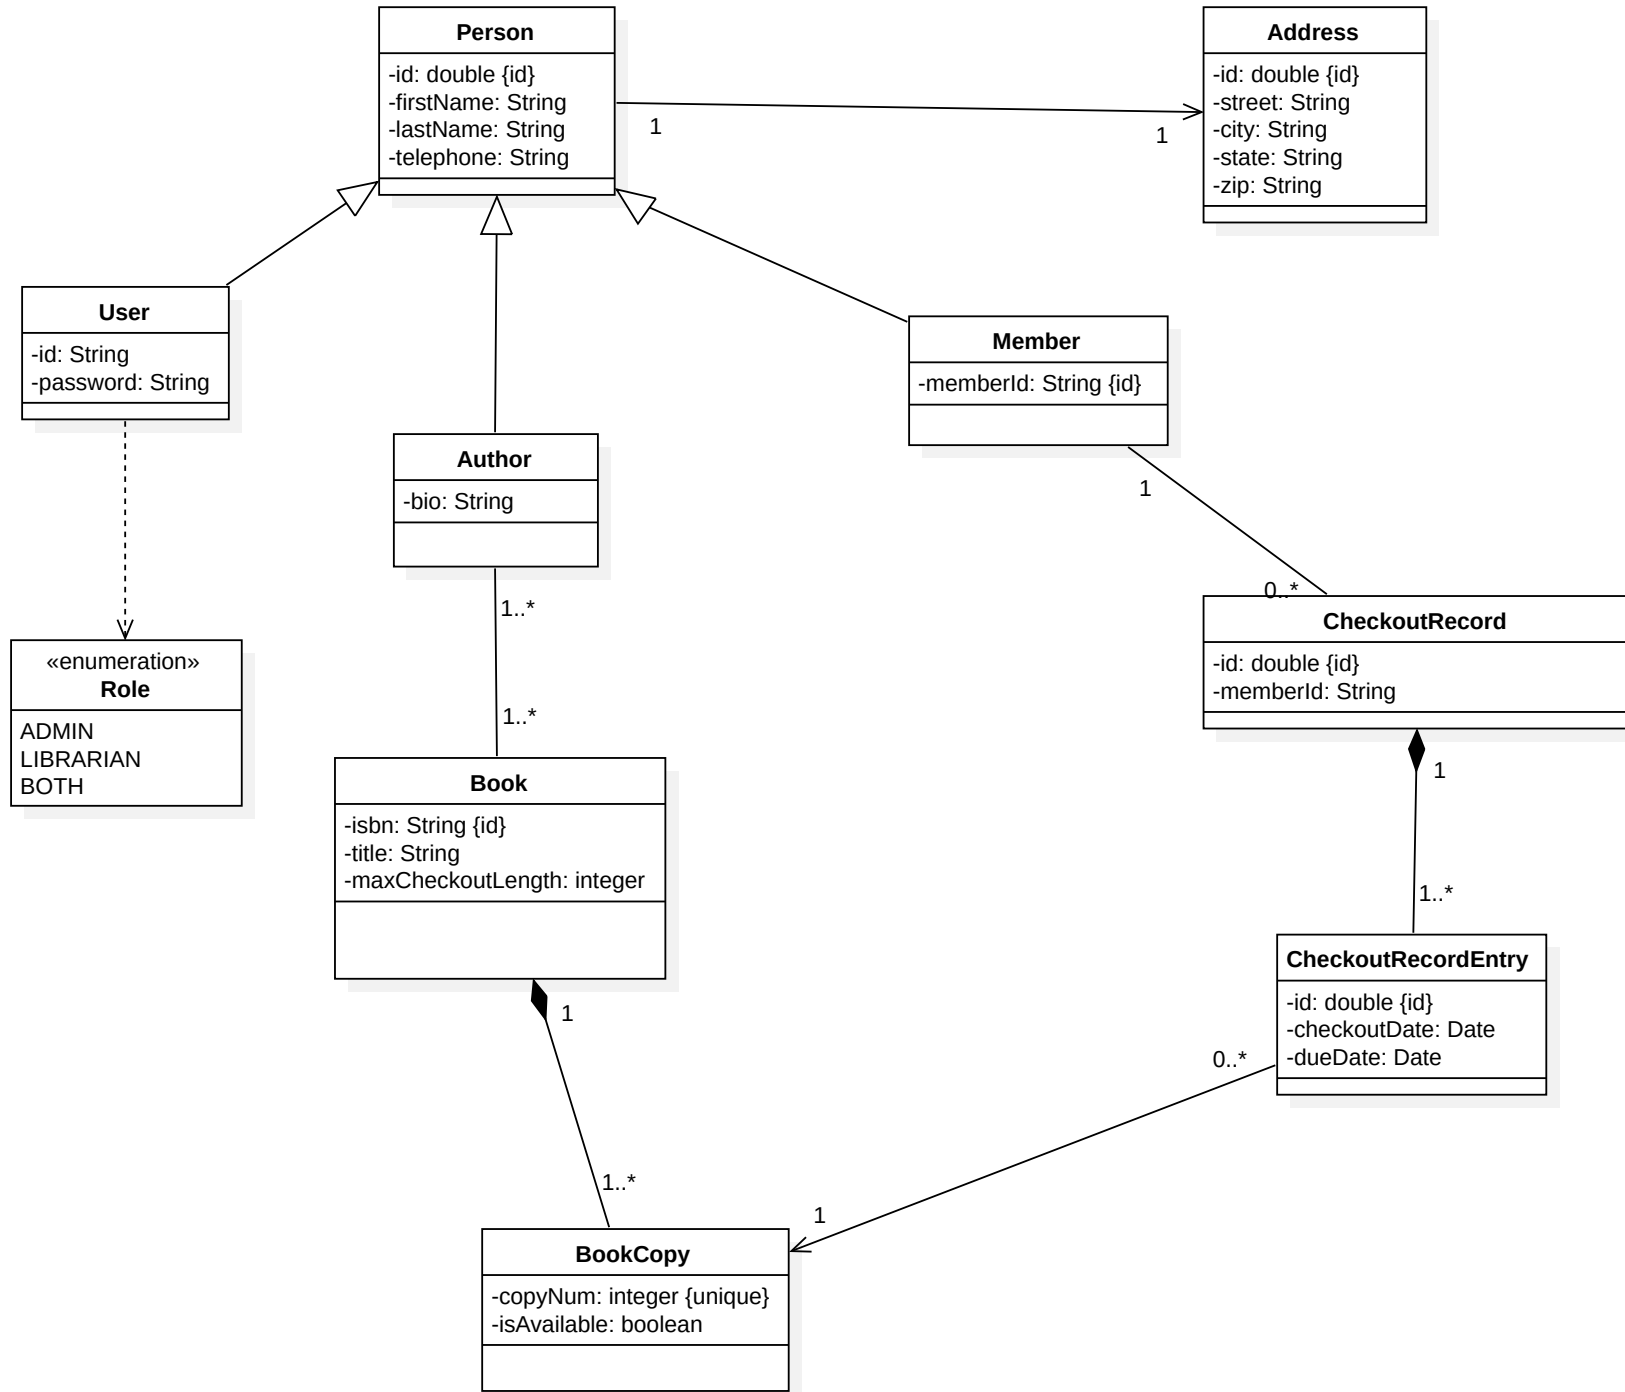 Person
-id: double {id}
-firstName: String
-lastName: String
-telephone: String
Address
-id: double {id}
-street: String
-city: String
-state: String
-zip: String
1
1
User
-id: String
-password: String
Member
-memberId: String {id}
Author
-bio: String
1
0..*
1..*
1..*
«enumeration»
Role
ADMIN
LIBRARIAN
BOTH
CheckoutRecord
-id: double {id}
-memberId: String
1
1..*
Book
-isbn: String {id}
-title: String
-maxCheckoutLength: integer
1
1..*
CheckoutRecordEntry
-id: double {id}
-checkoutDate: Date
-dueDate: Date
0..*
1
BookCopy
-copyNum: integer {unique}
-isAvailable: boolean